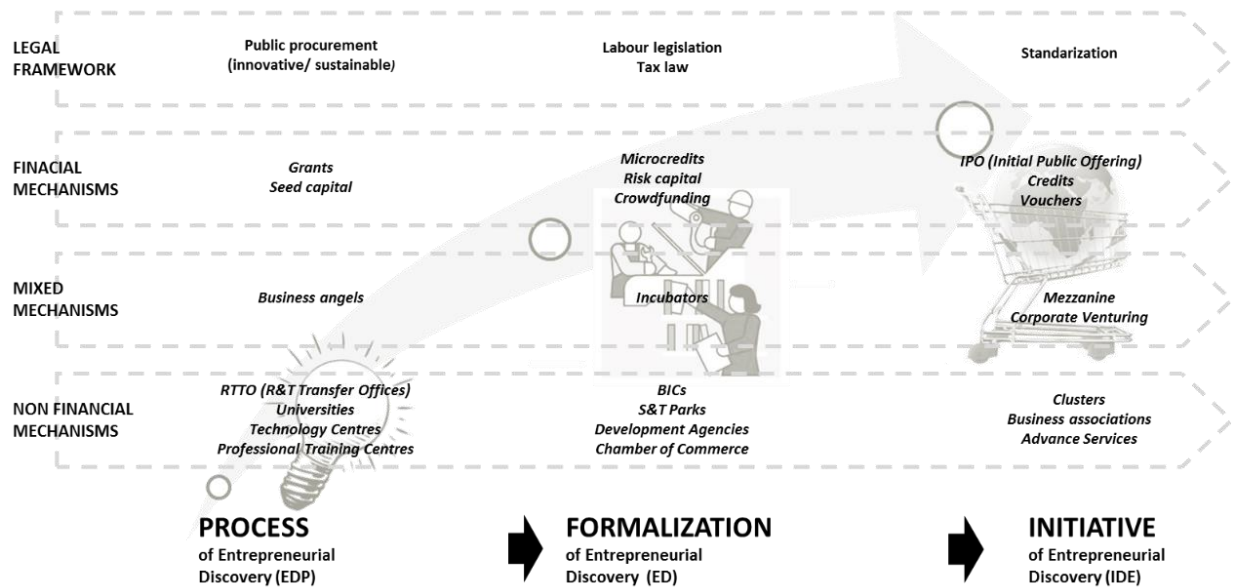 LEGAL
FRAMEWORK
Public procurement
(innovative/ sustainable)
Labour legislation
Tax law
Standarization
FINACIAL
MECHANISMS
Grants
Seed capital
Microcredits
Risk capital
Crowdfunding
IPO (Initial Public Offering)
Credits
Vouchers
MIXED
MECHANISMS
Business angels
Incubators
Mezzanine
Corporate Venturing
NON FINANCIAL
MECHANISMS
RTTO (R&T Transfer Offices)
Universities
Technology Centres
Professional Training Centres
BICs
S&T Parks
Development Agencies
Chamber of Commerce
Clusters
Business associations
Advance Services
PROCESS
of Entrepreneurial
Discovery (EDP)
FORMALIZATION
of Entrepreneurial
Discovery (ED)
INITIATIVE
of Entrepreneurial
Discovery (IDE)